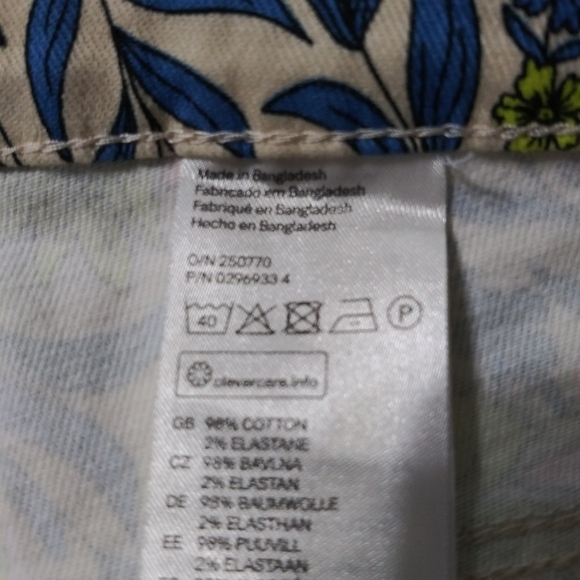 Made in Bangladesh
Fabricado em Bangladesh
Fabriqué en Bangladesh
Hecho en Bangladesh
O/N 250770
P/N 0296933 4
40 P
clevercare.info
GB 98% COTTON
2% ELASTANE
CZ 98% BAVLNA
2% ELASTAN
DE 98% BAUMWOLLE
2% ELASTHAN
EE 98% PUUVILL
2% ELASTAAN